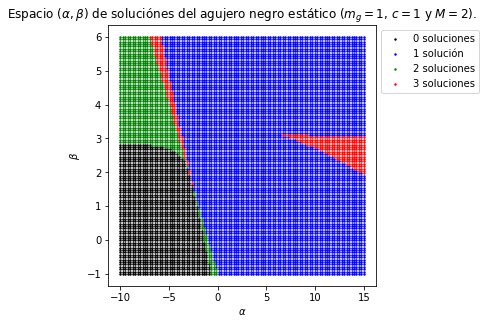 Espacio (α, β) de soluciónes del agujero negro estático (m_g = 1, c = 1 y M = 2).
0 soluciones
1 solución
2 soluciones
3 soluciones
6
5
4
3
2
1
0
−1
β
−10
−5
0
5
10
15
α